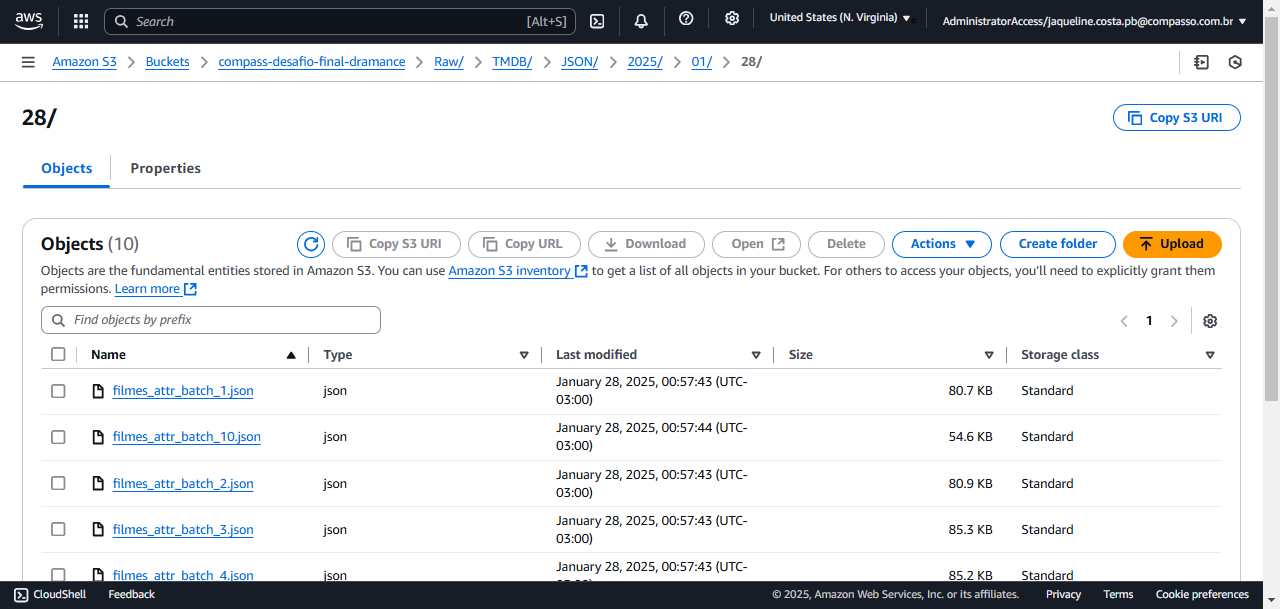 aws
Search [Alt+S]
United States (N. Virginia)
AdministratorAccess/jaqueline.costa.pb@compasso.com.br
Amazon S3 > Buckets > compass-desafio-final-dramance > Raw/ > TMDB/ > JSON/ > 2025/ > 01/ > 28/
28/
Copy S3 URI
Objects
Properties
Objects (10)
Copy S3 URI
Copy URL
Download
Open
Delete
Actions
Create folder
Upload
Objects are the fundamental entities stored in Amazon S3. You can use Amazon S3 inventory to get a list of all objects in your bucket. For others to access your objects, you'll need to explicitly grant them
permissions. Learn more
Find objects by prefix
1
Name Type Last modified Size Storage class
filmes_attr_batch_1.json json January 28, 2025, 00:57:43 (UTC-
03:00) 80.7 KB Standard
filmes_attr_batch_10.json json January 28, 2025, 00:57:44 (UTC-
03:00) 54.6 KB Standard
filmes_attr_batch_2.json json January 28, 2025, 00:57:43 (UTC-
03:00) 80.9 KB Standard
filmes_attr_batch_3.json json January 28, 2025, 00:57:43 (UTC-
03:00) 85.3 KB Standard
filmes_attr_batch_4.json json January 28, 2025, 00:57:43 (UTC-
85.2 KB Standard
CloudShell Feedback © 2025, Amazon Web Services, Inc. or its affiliates. Privacy Terms Cookie preferences